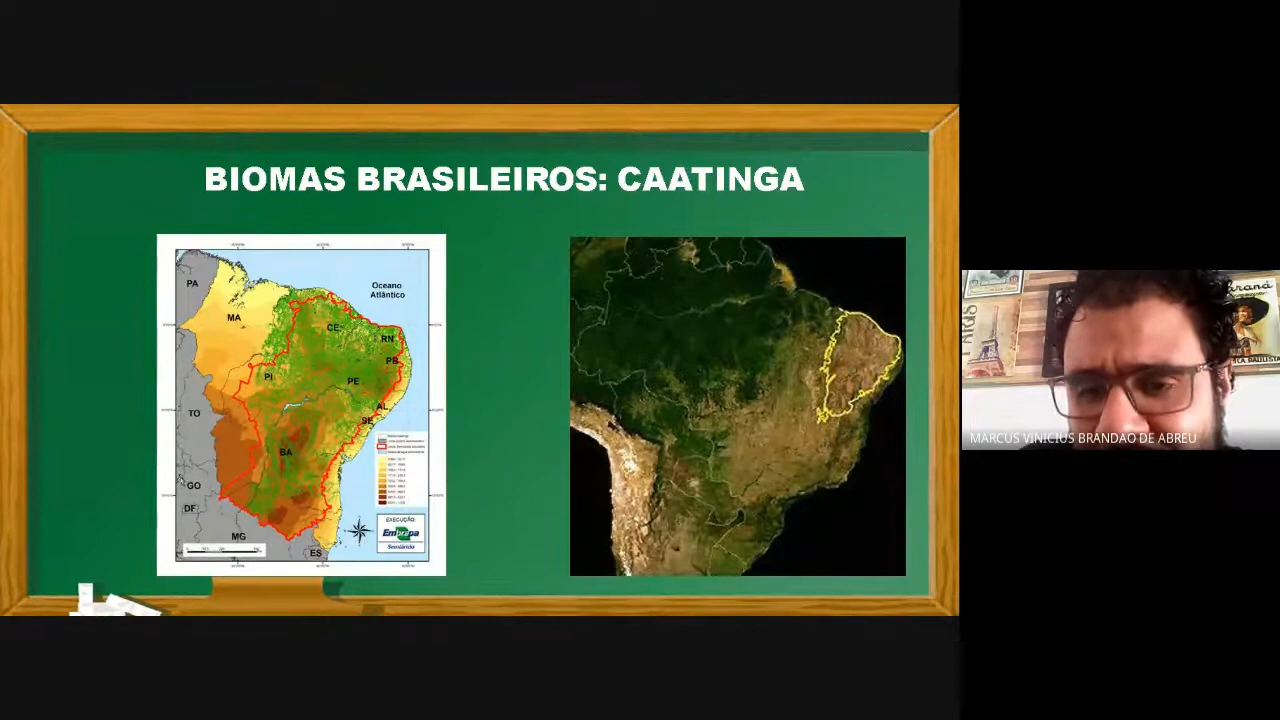 BIOMAS BRASILEIROS: CAATINGA
PA
MA
CE
RN
PB
PI
PE
AL
SE
TO
BA
GO
DF
MG
ES
Oceano
Atlântico
EXECUÇÃO:
Embrapa
Semiárido
PARIS
MARCUS VINICIUS BRANDAO DE ABREU